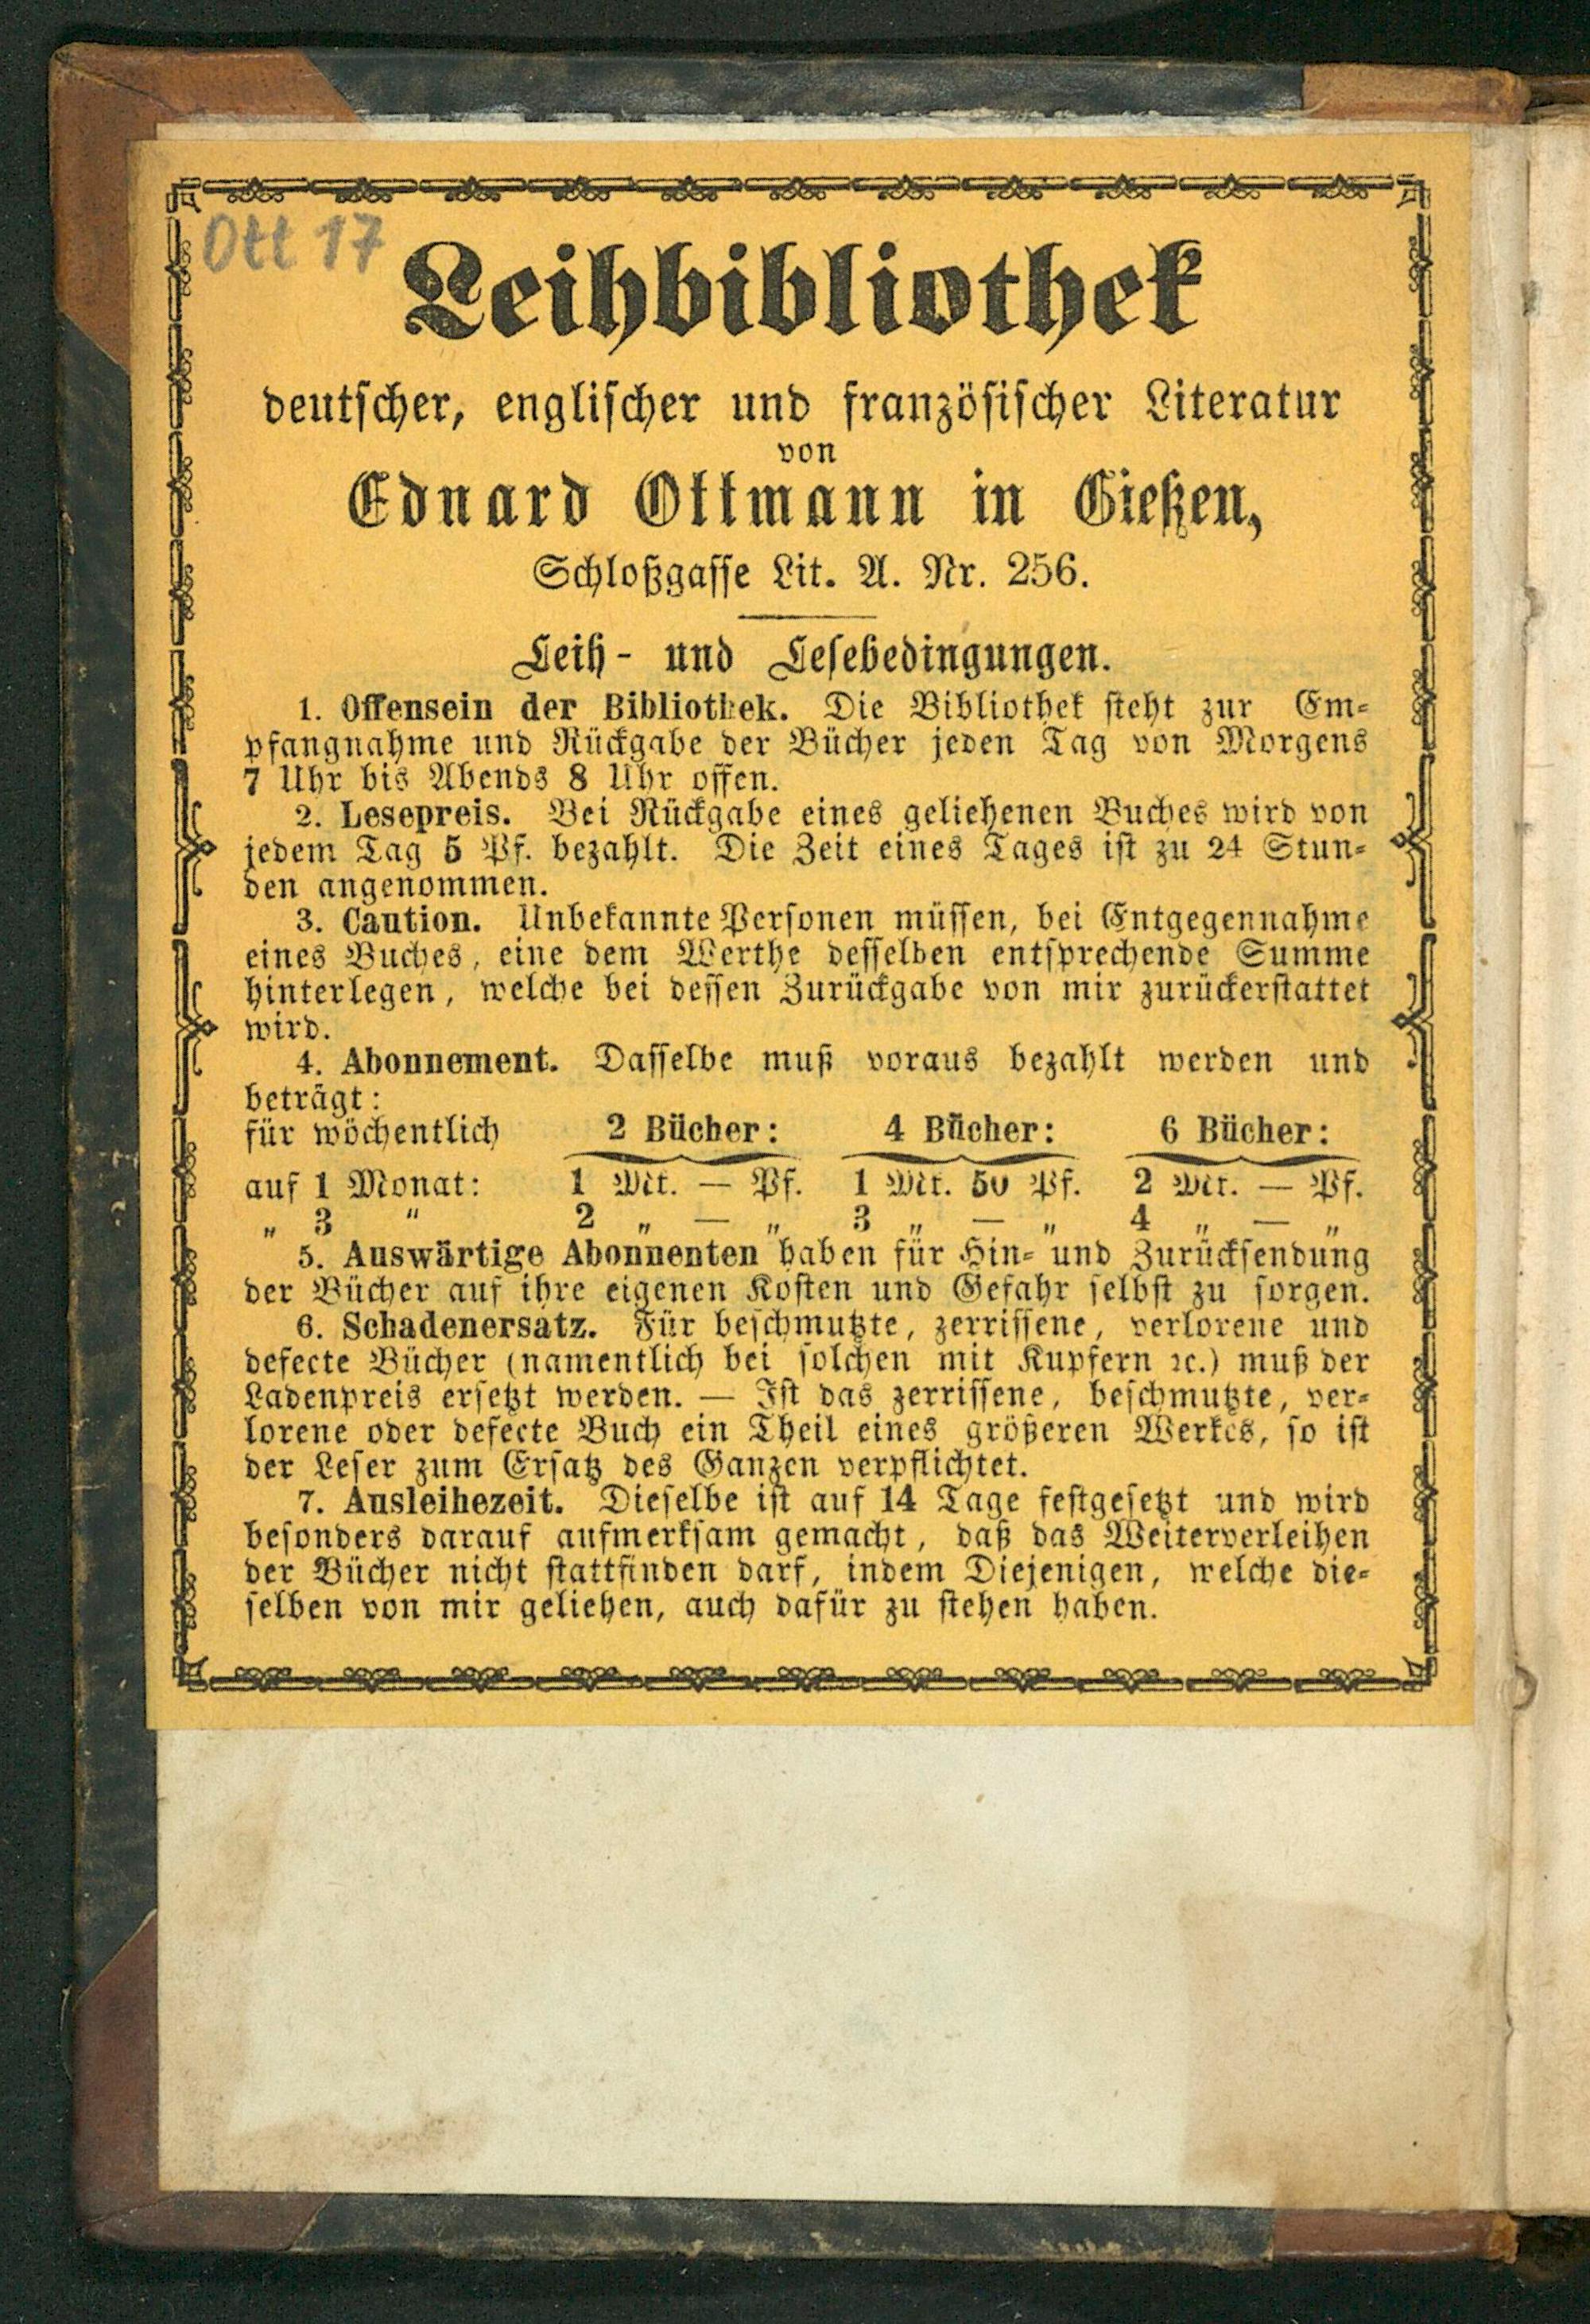 Ott 17
Leihbibliothek
deutscher, englischer und französischer Literatur
von
Eduard Ottmann in Gießen,
Schloßgasse Lit. A. Nr. 256.
Leih- und Lesebedingungen.
1. Offensein der Bibliothek. Die Bibliothek steht zur Em-
pfangnahme und Rückgabe der Bücher jeden Tag von Morgens
7 Uhr bis Abends 8 Uhr offen.
2. Lesepreis. Bei Rückgabe eines geliehenen Buches wird von
jedem Tag 5 Pf. bezahlt. Die Zeit eines Tages ist zu 24 Stun-
den angenommen.
3. Caution. Unbekannte Personen müssen, bei Entgegennahme
eines Buches, eine dem Werthe desselben entsprechende Summe
hinterlegen, welche bei dessen Zurückgabe von mir zurückerstattet
wird.
4. Abonnement. Dasselbe muß voraus bezahlt werden und
beträgt:
für wöchentlich 2 Bücher: 4 Bücher: 6 Bücher:
auf 1 Monat: 1 Mk. — Pf. 1 Mk. 50 Pf. 2 Mk. — Pf.
„ 3 " 2 „ — „ 3 „ — „ 4 „ — „
5. Auswärtige Abonnenten haben für Hin- und Zurücksendung
der Bücher auf ihre eigenen Kosten und Gefahr selbst zu sorgen.
6. Schadenersatz. Für beschmutzte, zerrissene, verlorene und
defecte Bücher (namentlich bei solchen mit Kupfern ꝛc.) muß der
Ladenpreis ersetzt werden. — Ist das zerrissene, beschmutzte, ver-
lorene oder defecte Buch ein Theil eines größeren Werkes, so ist
der Leser zum Ersatz des Ganzen verpflichtet.
7. Ausleihezeit. Dieselbe ist auf 14 Tage festgesetzt und wird
besonders darauf aufmerksam gemacht, daß das Weiterverleihen
der Bücher nicht stattfinden darf, indem Diejenigen, welche die-
selben von mir geliehen, auch dafür zu stehen haben.